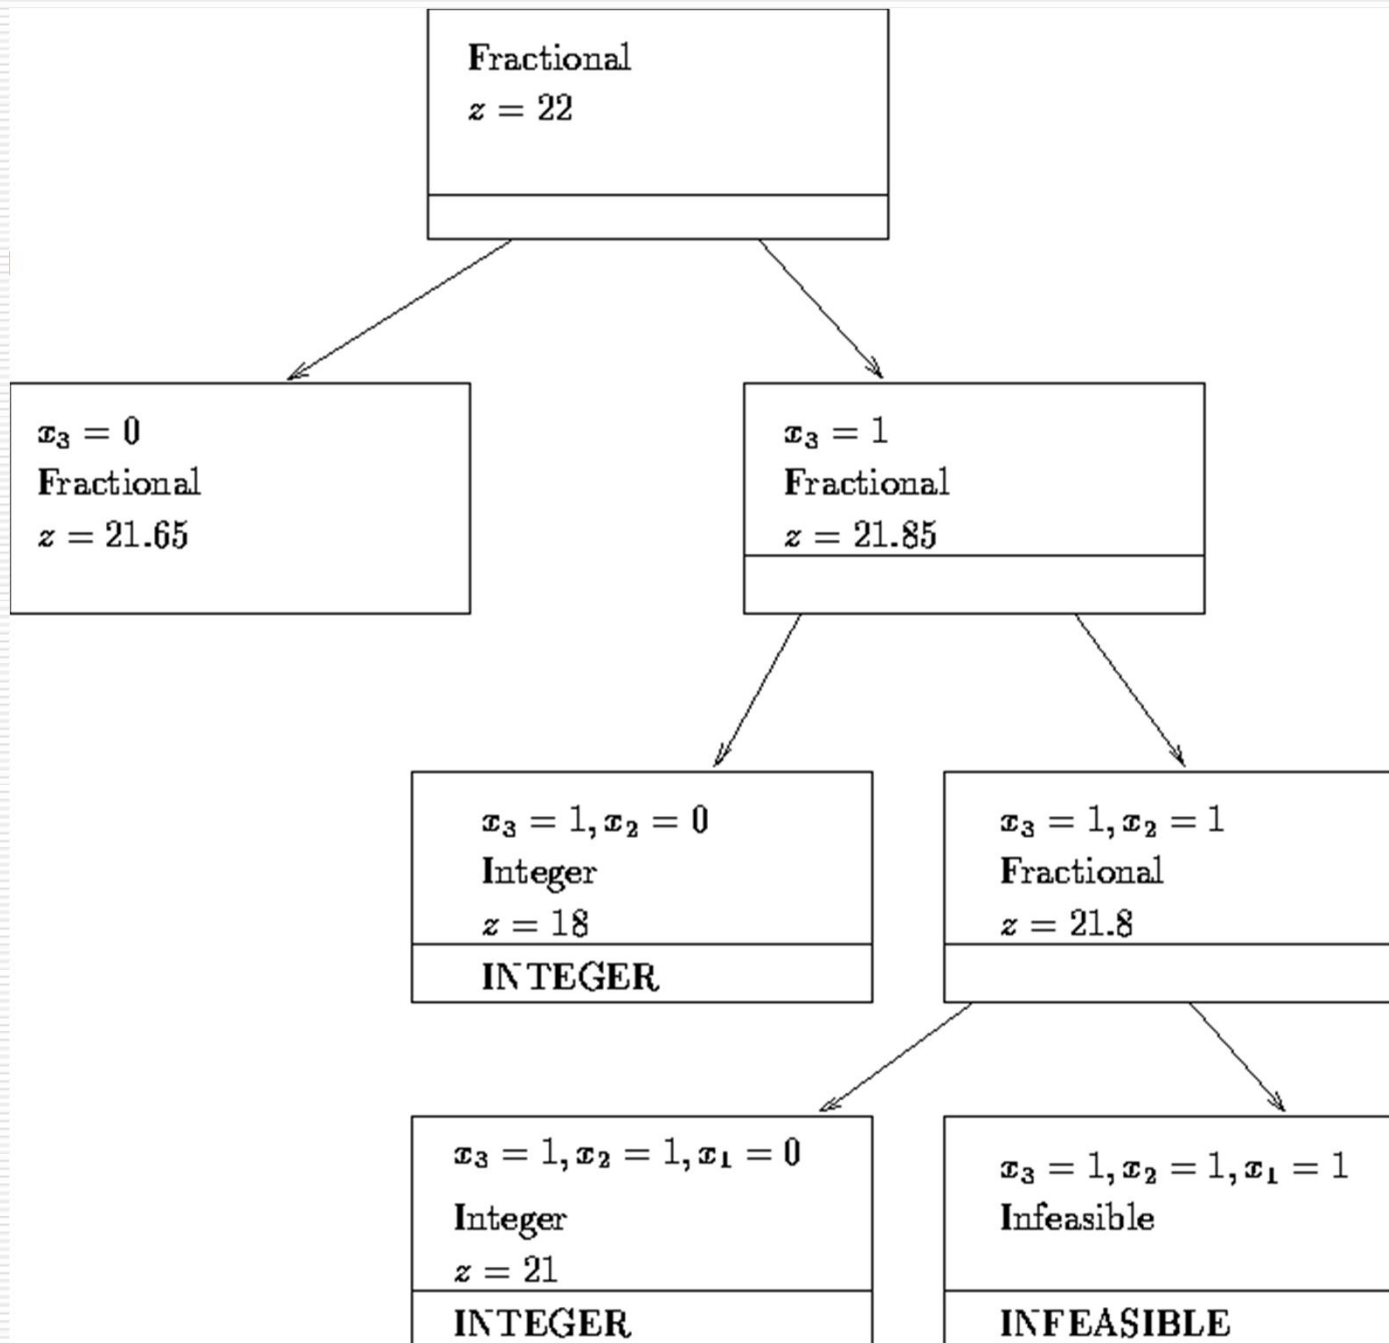 Fractional
z = 22
x₃ = 0
Fractional
z = 21.65
x₃ = 1
Fractional
z = 21.85
x₃ = 1, x₂ = 0
Integer
z = 18
INTEGER
x₃ = 1, x₂ = 1
Fractional
z = 21.8
x₃ = 1, x₂ = 1, x₁ = 0
Integer
z = 21
INTEGER
x₃ = 1, x₂ = 1, x₁ = 1
Infeasible
INFEASIBLE